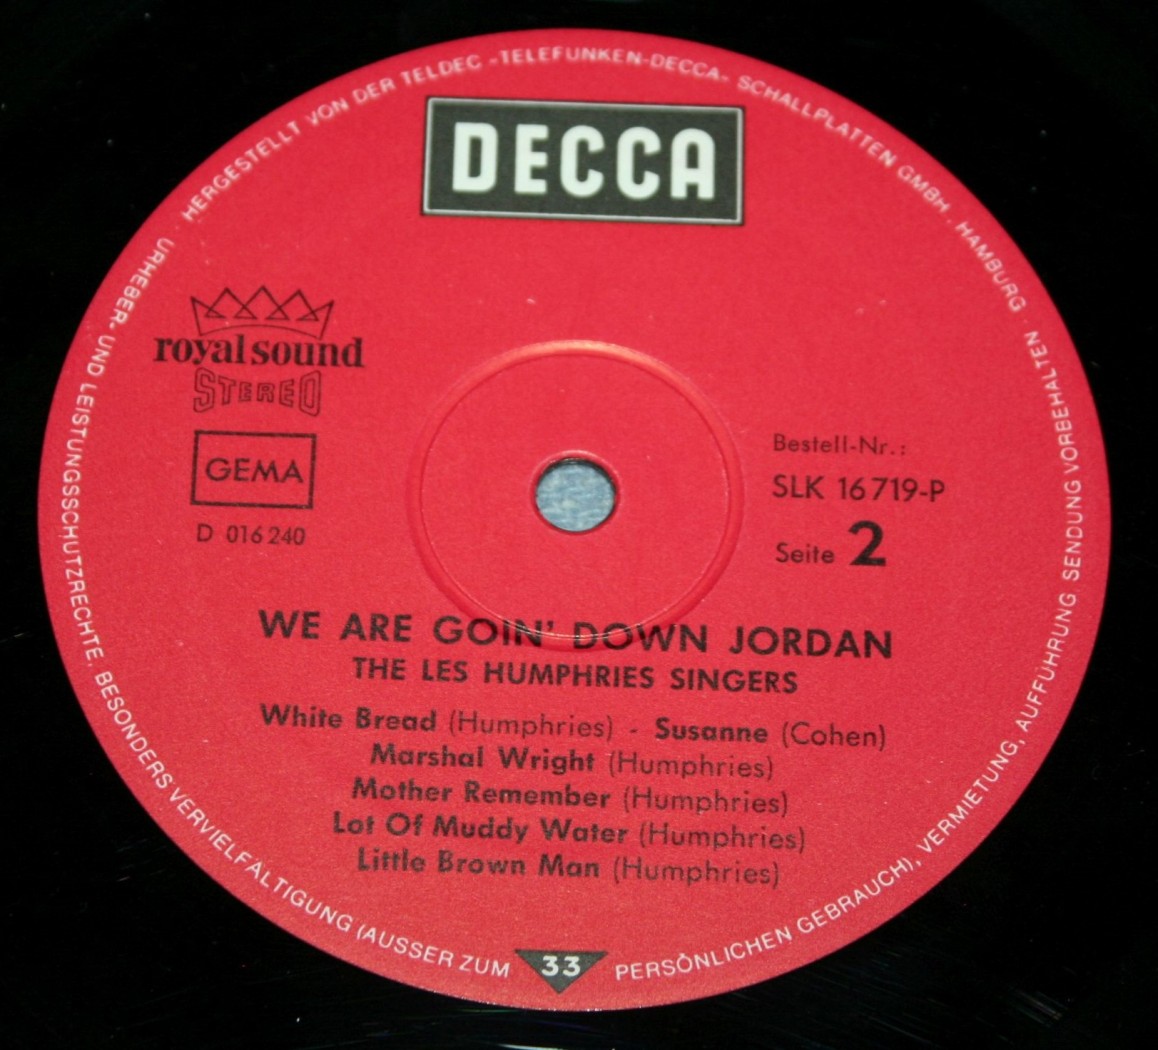 HERGESTELLT VON DER TELDEC -TELEFUNKEN-DECCA- SCHALLPLATTEN GMBH · HAMBURG ·
URHEBER- UND LEISTUNGSSCHUTZRECHTE. BESONDERS VERVIELFÄLTIGUNG (AUSSER ZUM PERSÖNLICHEN GEBRAUCH), VERMIETUNG, AUFFÜHRUNG SENDUNG VORBEHALTEN
DECCA
royal sound
STEREO
GEMA
D 016 240
Bestell-Nr.:
SLK 16 719-P
Seite 2
WE ARE GOIN' DOWN JORDAN
THE LES HUMPHRIES SINGERS
White Bread (Humphries) - Susanne (Cohen)
Marshal Wright (Humphries)
Mother Remember (Humphries)
Lot Of Muddy Water (Humphries)
Little Brown Man (Humphries)
33